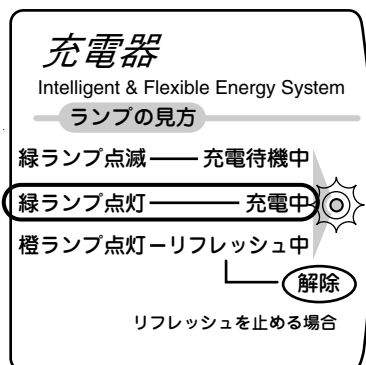 充電器
Intelligent & Flexible Energy System
ランプの見方
緑ランプ点滅――充電待機中
緑ランプ点灯―――充電中
橙ランプ点灯–リフレッシュ中
解除
リフレッシュを止める場合